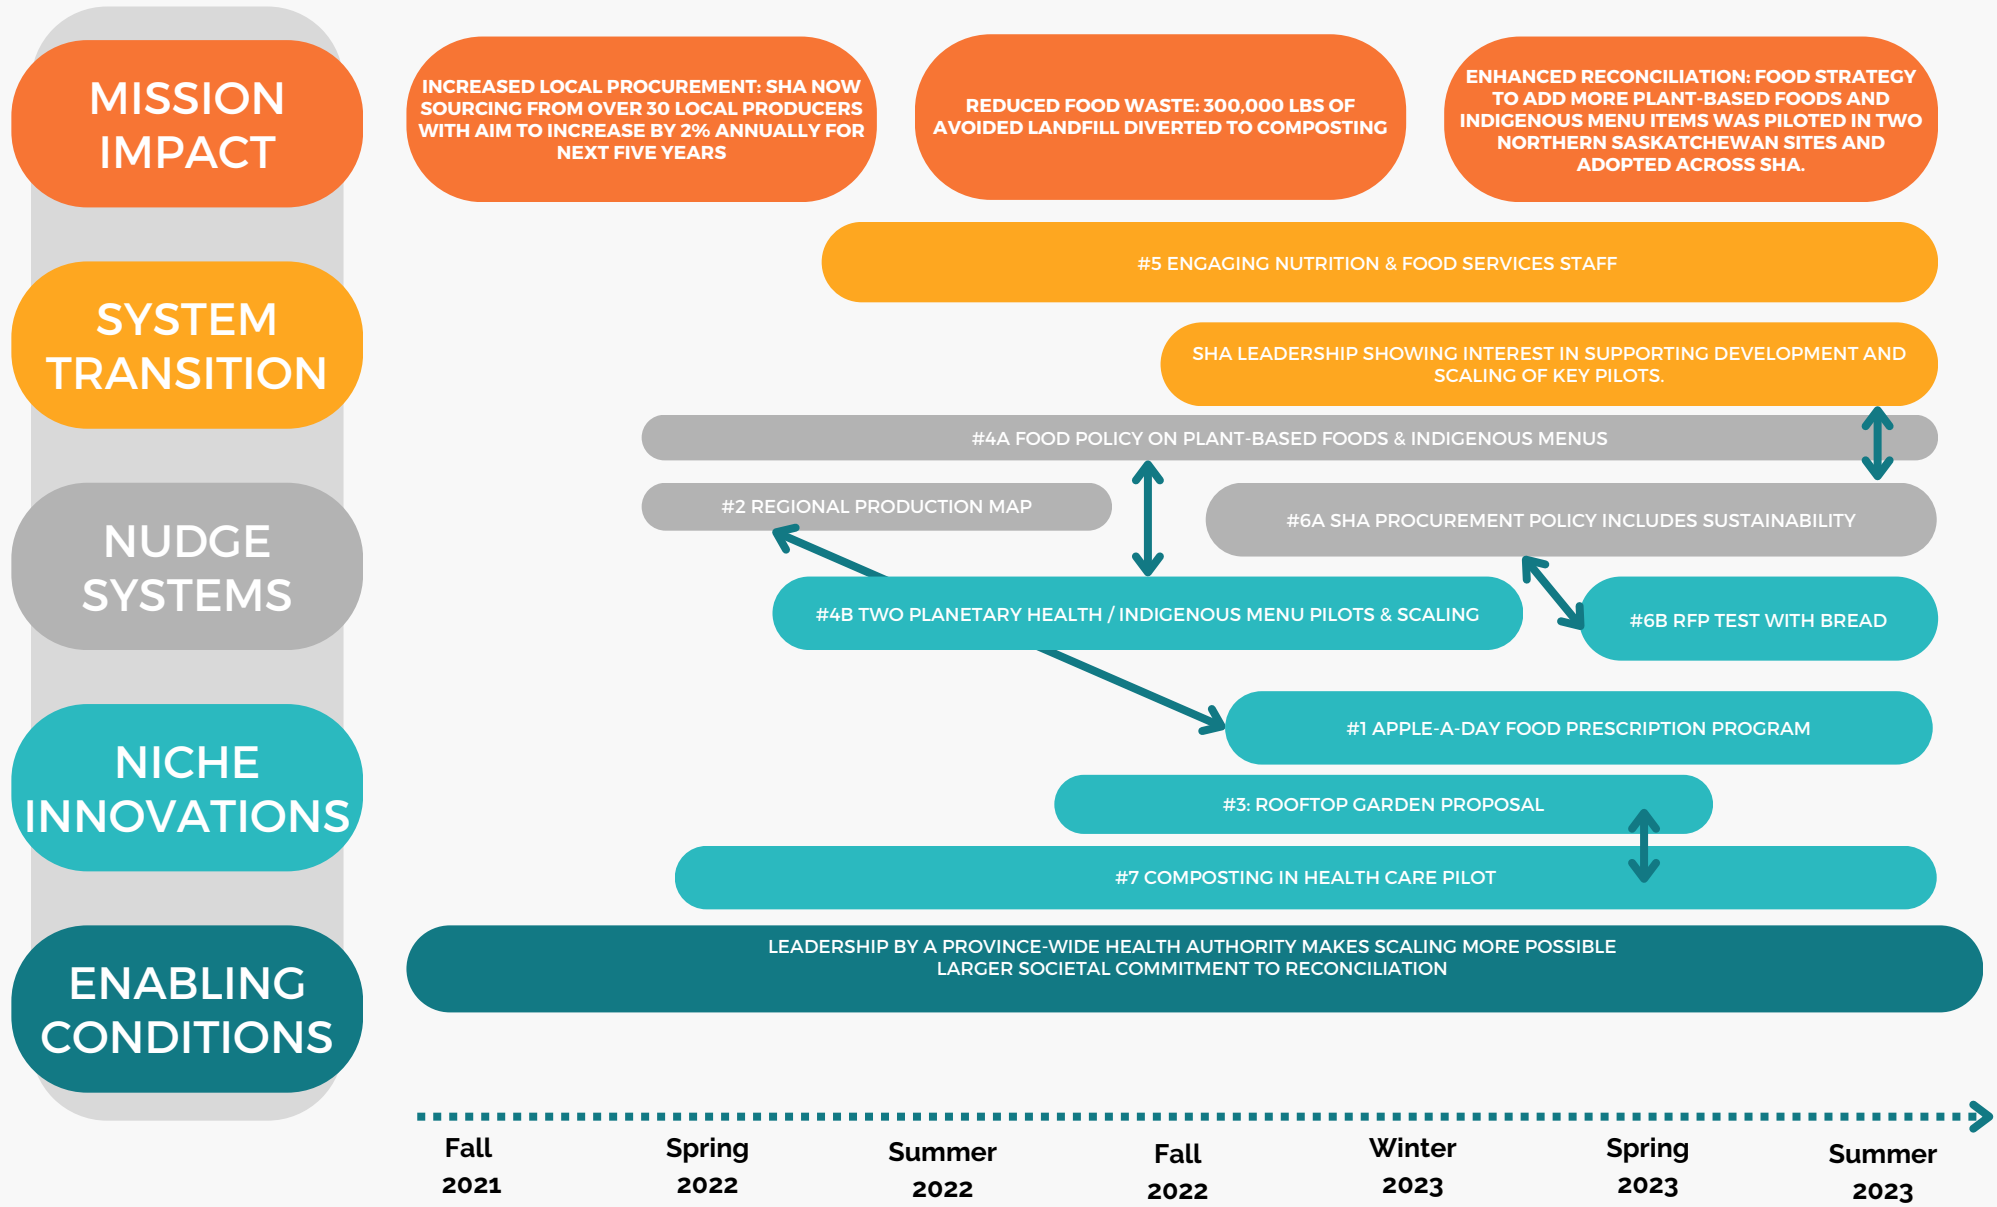 MISSION
IMPACT
INCREASED LOCAL PROCUREMENT: SHA NOW
SOURCING FROM OVER 30 LOCAL PRODUCERS
WITH AIM TO INCREASE BY 2% ANNUALLY FOR
NEXT FIVE YEARS
REDUCED FOOD WASTE: 300,000 LBS OF
AVOIDED LANDFILL DIVERTED TO COMPOSTING
ENHANCED RECONCILIATION: FOOD STRATEGY
TO ADD MORE PLANT-BASED FOODS AND
INDIGENOUS MENU ITEMS WAS PILOTED IN TWO
NORTHERN SASKATCHEWAN SITES AND
ADOPTED ACROSS SHA.
SYSTEM
TRANSITION
#5 ENGAGING NUTRITION & FOOD SERVICES STAFF
SHA LEADERSHIP SHOWING INTEREST IN SUPPORTING DEVELOPMENT AND
SCALING OF KEY PILOTS.
NUDGE
SYSTEMS
#4A FOOD POLICY ON PLANT-BASED FOODS & INDIGENOUS MENUS
#2 REGIONAL PRODUCTION MAP
#6A SHA PROCUREMENT POLICY INCLUDES SUSTAINABILITY
#4B TWO PLANETARY HEALTH / INDIGENOUS MENU PILOTS & SCALING
#6B RFP TEST WITH BREAD
NICHE
INNOVATIONS
#1 APPLE-A-DAY FOOD PRESCRIPTION PROGRAM
#3: ROOFTOP GARDEN PROPOSAL
#7 COMPOSTING IN HEALTH CARE PILOT
ENABLING
CONDITIONS
LEADERSHIP BY A PROVINCE-WIDE HEALTH AUTHORITY MAKES SCALING MORE POSSIBLE
LARGER SOCIETAL COMMITMENT TO RECONCILIATION
Fall
2021
Spring
2022
Summer
2022
Fall
2022
Winter
2023
Spring
2023
Summer
2023